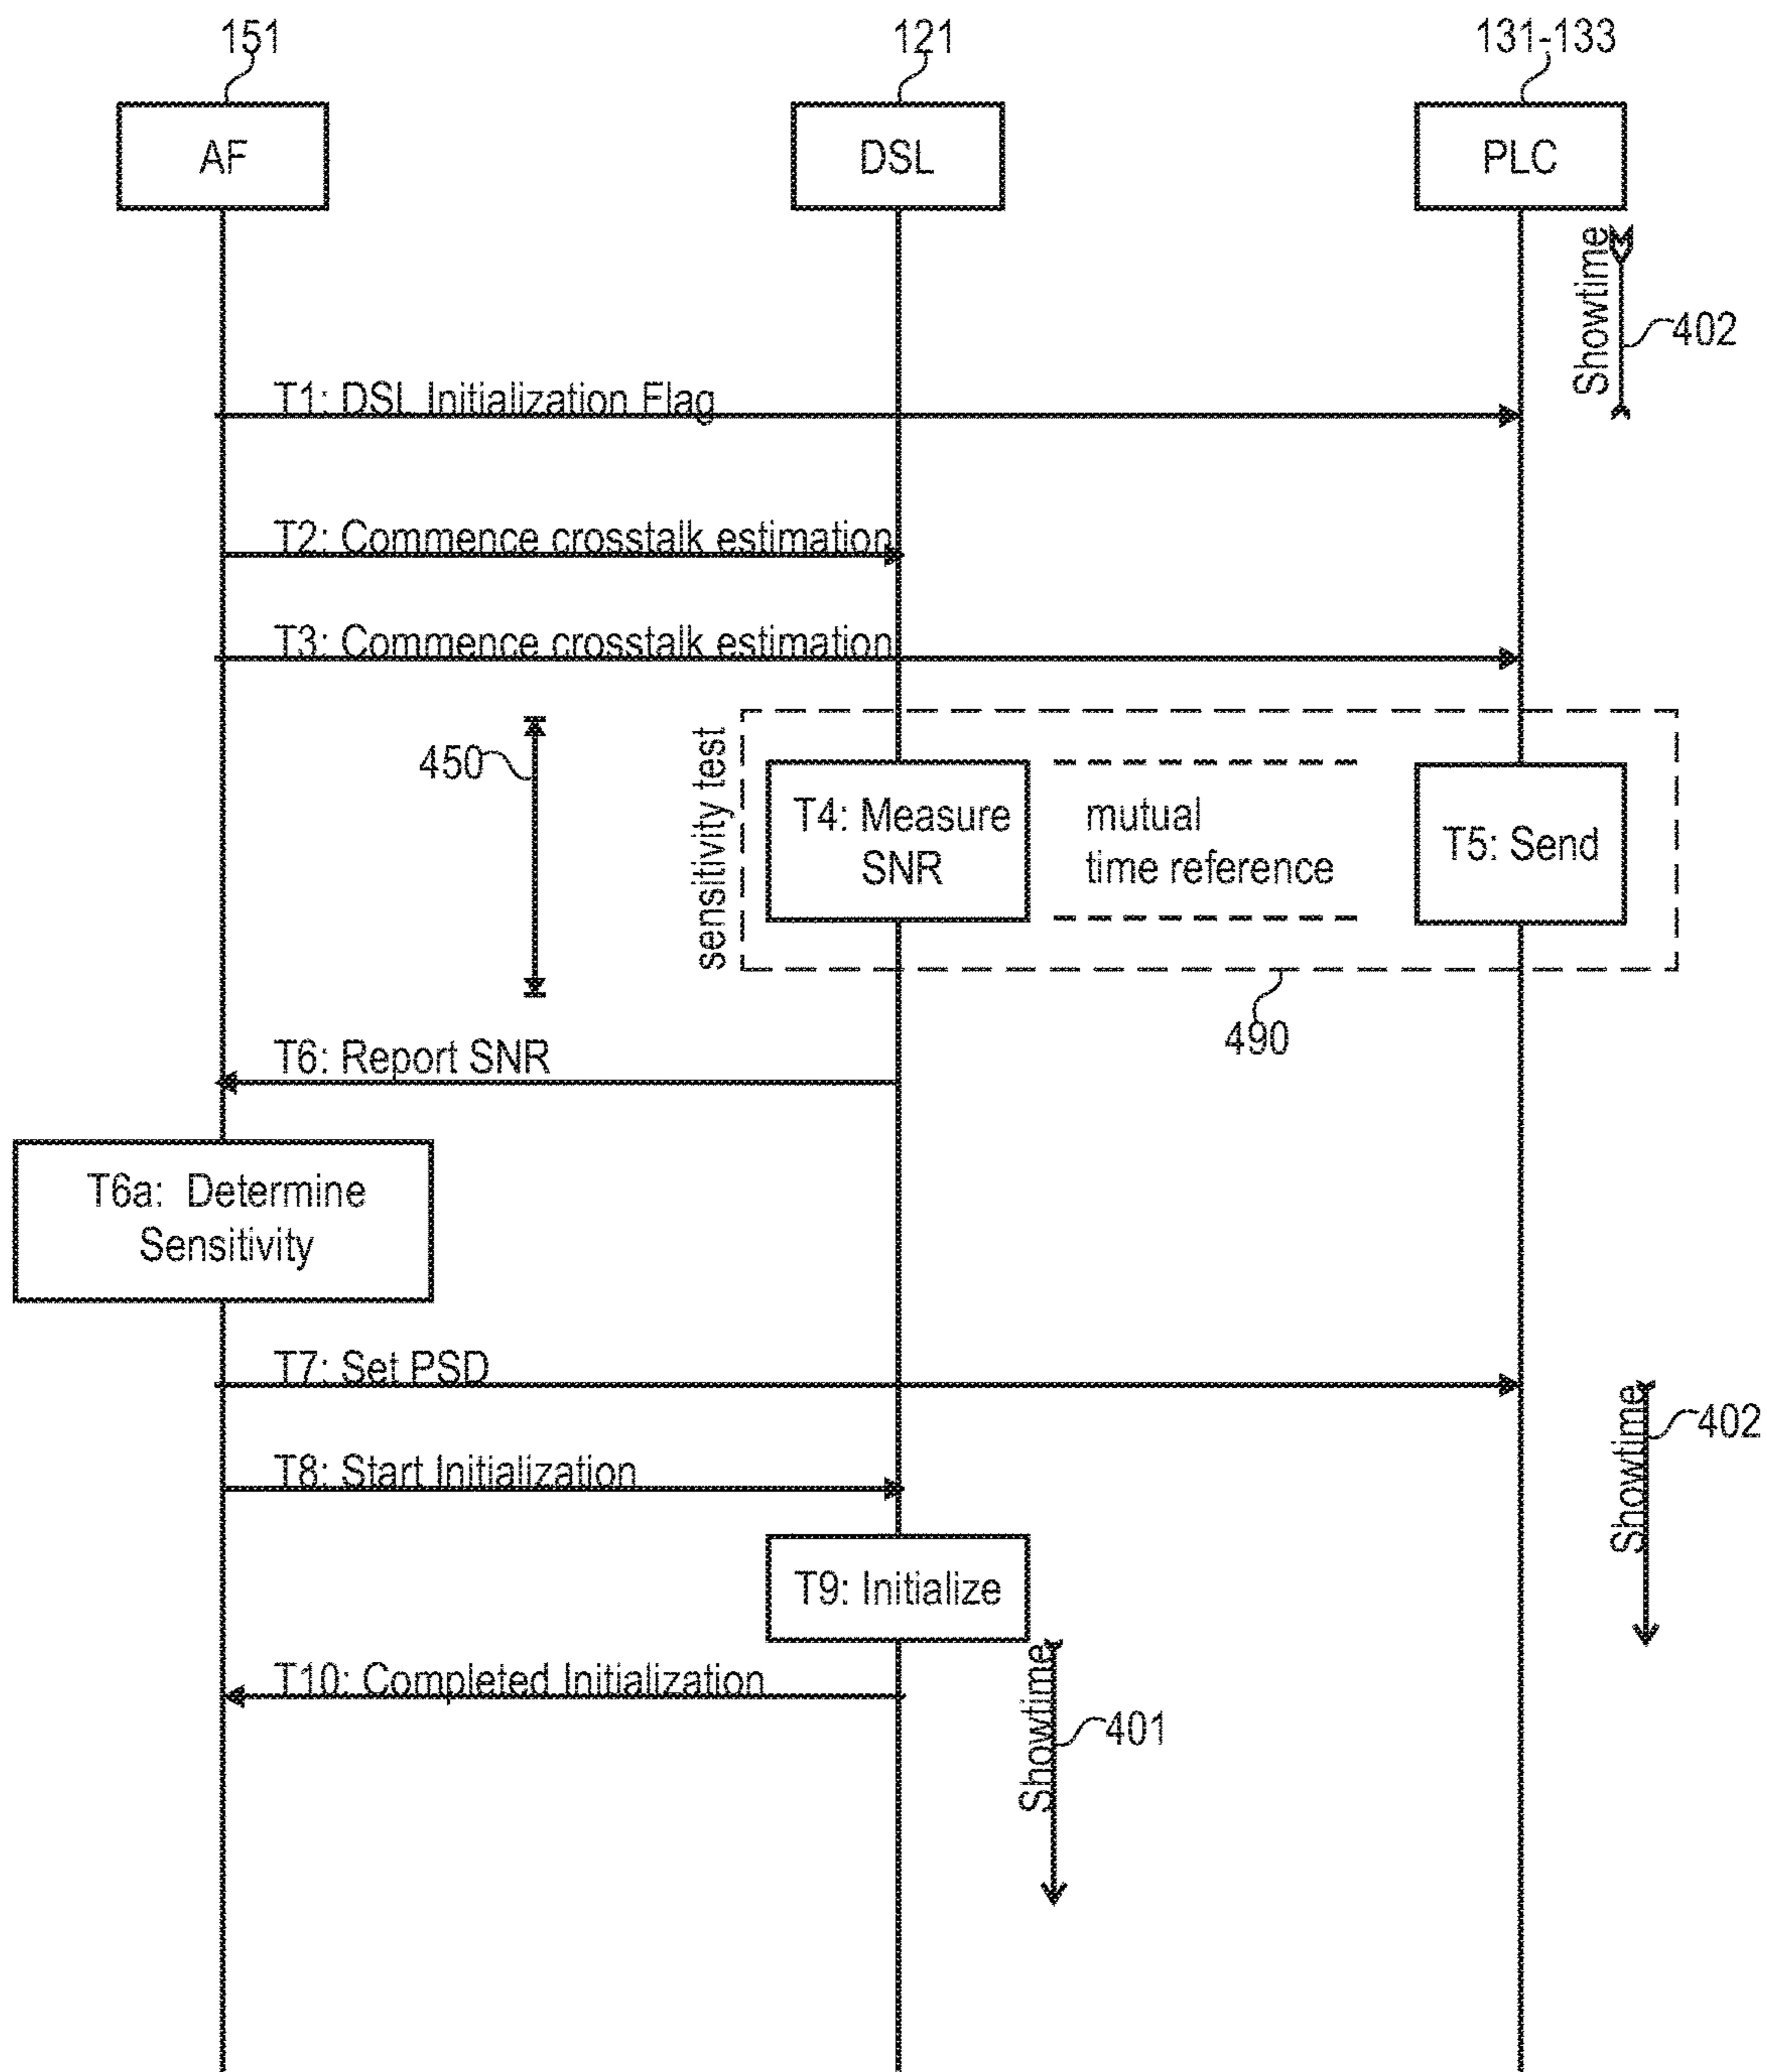 151
121
131-133
AF
DSL
PLC
Showtime
402
T1: DSL Initialization Flag
T2: Commence crosstalk estimation
T3: Commence crosstalk estimation
450
sensitivity test
T4: Measure
SNR
mutual
time reference
T5: Send
490
T6: Report SNR
T6a: Determine
Sensitivity
T7: Set PSD
Showtime
402
T8: Start Initialization
T9: Initialize
T10: Completed Initialization
Showtime
401